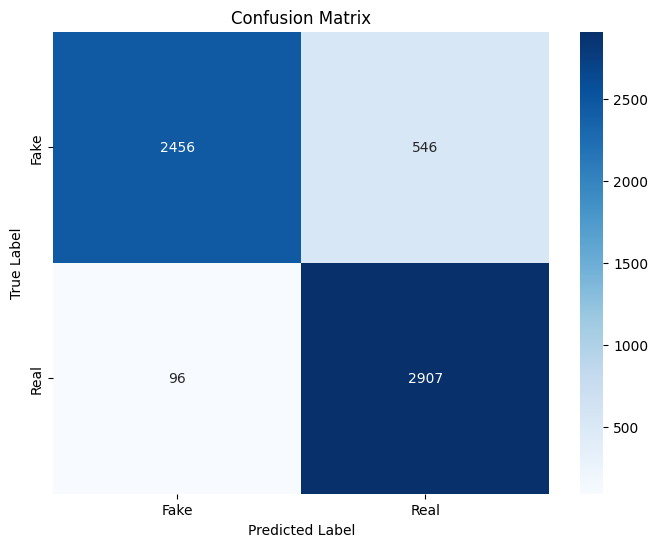 Confusion Matrix
Fake
2456
546
Real
96
2907
True Label
Fake
Real
Predicted Label
2500
2000
1500
1000
500